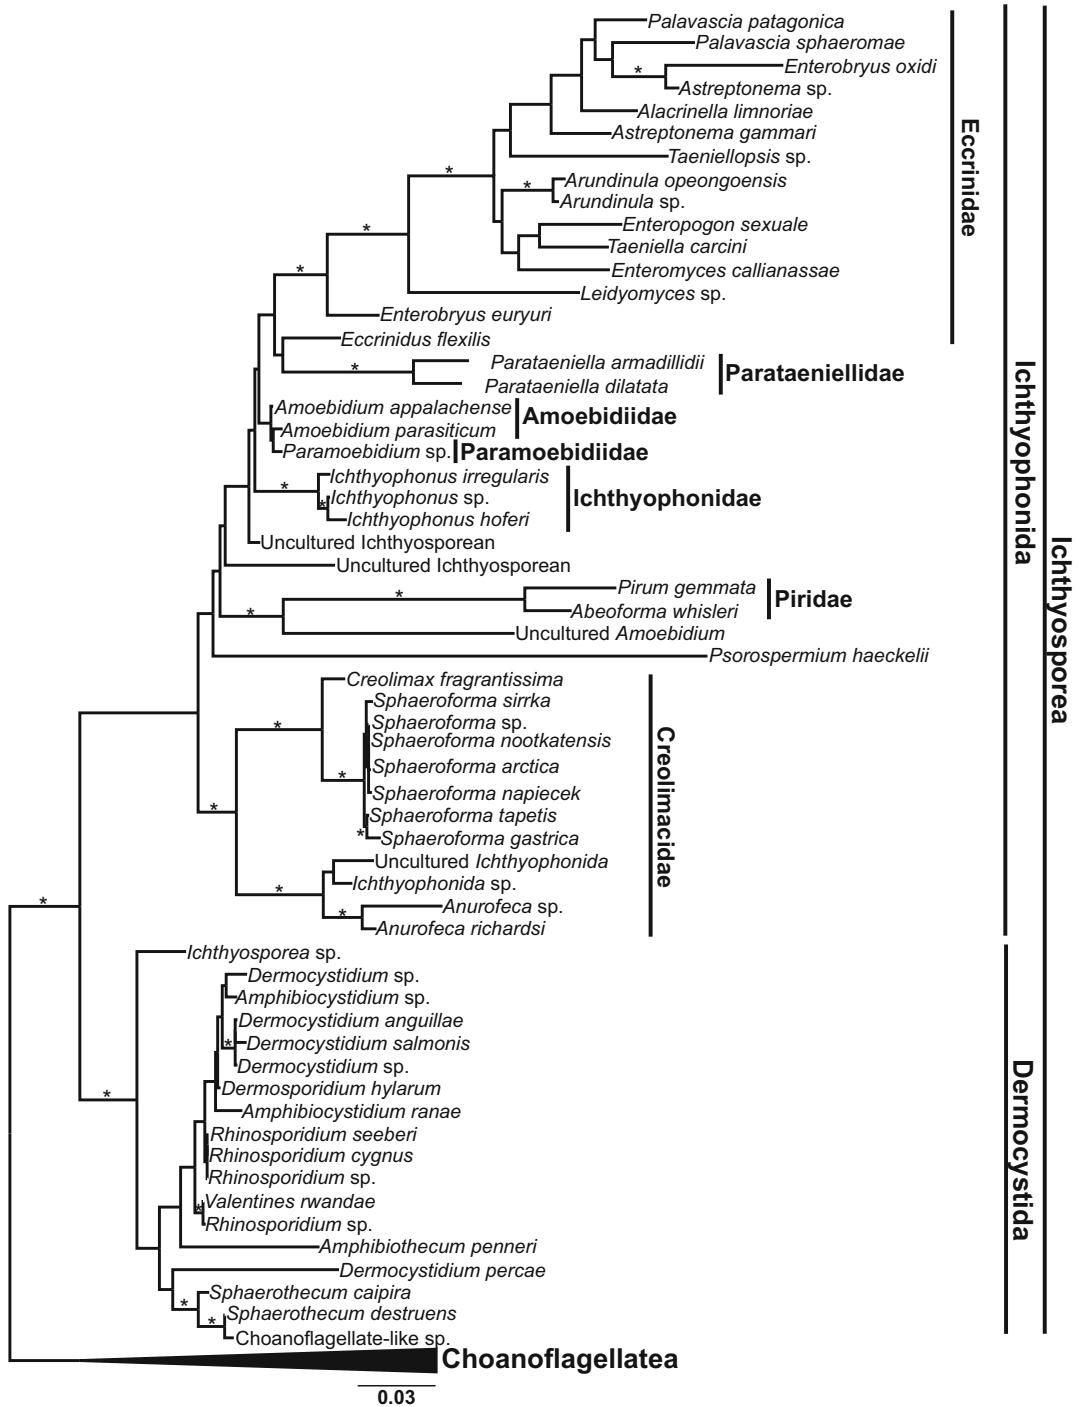 Palavascia patagonica
Palavascia sphaeromae
* Enterobryus oxidi
Astreptonema sp.
Alacrinella limnoriae
Astreptonema gammari
Taeniellopsis sp.
*
* Arundinula opeongoensis
Arundinula sp.
Enteropogon sexuale
*
Taeniella carcini
Enteromyces callianassae
*
Leidyomyces sp.
Enterobryus euryuri
Eccrinidus flexilis
Eccrinidae
* Parataeniella armadillidii
Parataeniella dilatata
Parataeniellidae
Amoebidium appalachense
Amoebidium parasiticum
Amoebidiidae
Paramoebidium sp.
Paramoebidiidae
Ichthyophonus irregularis
*
* Ichthyophonus sp.
Ichthyophonus hoferi
Ichthyophonidae
Uncultured Ichthyosporean
Uncultured Ichthyosporean
Pirum gemmata
* *
Abeoforma whisleri
Piridae
Uncultured Amoebidium
Psorospermium haeckelii
Creolimax fragrantissima
Sphaeroforma sirrka
*
Sphaeroforma sp.
Sphaeroforma nootkatensis
Sphaeroforma arctica
*
Sphaeroforma napiecek
*
Sphaeroforma tapetis
* Sphaeroforma gastrica
Uncultured Ichthyophonida
Ichthyophonida sp.
*
* Anurofeca sp.
Anurofeca richardsi
Creolimacidae
Ichthyophonida
*
Ichthyosporea sp.
Dermocystidium sp.
Amphibiocystidium sp.
Dermocystidium anguillae
* Dermocystidium salmonis
Dermocystidium sp.
Dermosporidium hylarum
*
Amphibiocystidium ranae
Rhinosporidium seeberi
Rhinosporidium cygnus
Rhinosporidium sp.
* Valentines rwandae
Rhinosporidium sp.
Amphibiothecum penneri
Dermocystidium percae
* Sphaerothecum caipira
* Sphaerothecum destruens
Choanoflagellate-like sp.
Dermocystida
Ichthyosporea
Choanoflagellatea
0.03